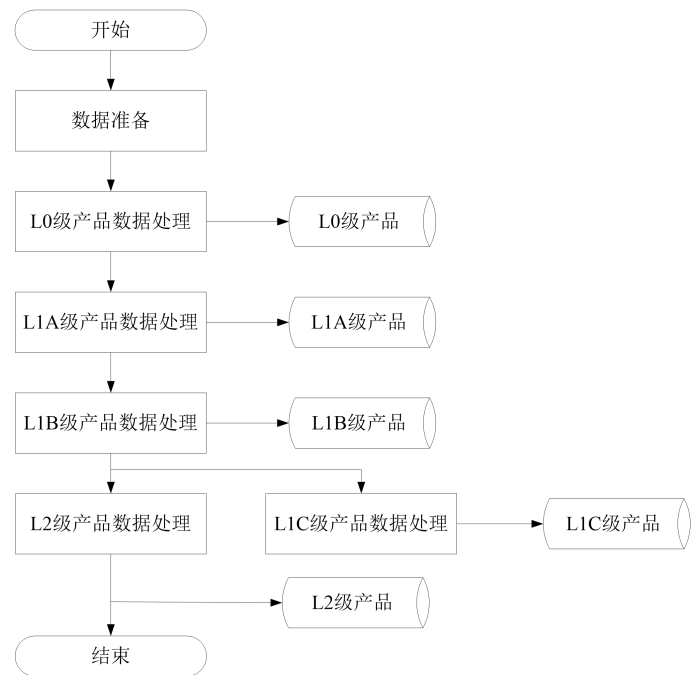 开始
数据准备
L0级产品数据处理
L0级产品
L1A级产品数据处理
L1A级产品
L1B级产品数据处理
L1B级产品
L2级产品数据处理
L1C级产品数据处理
L1C级产品
L2级产品
结束